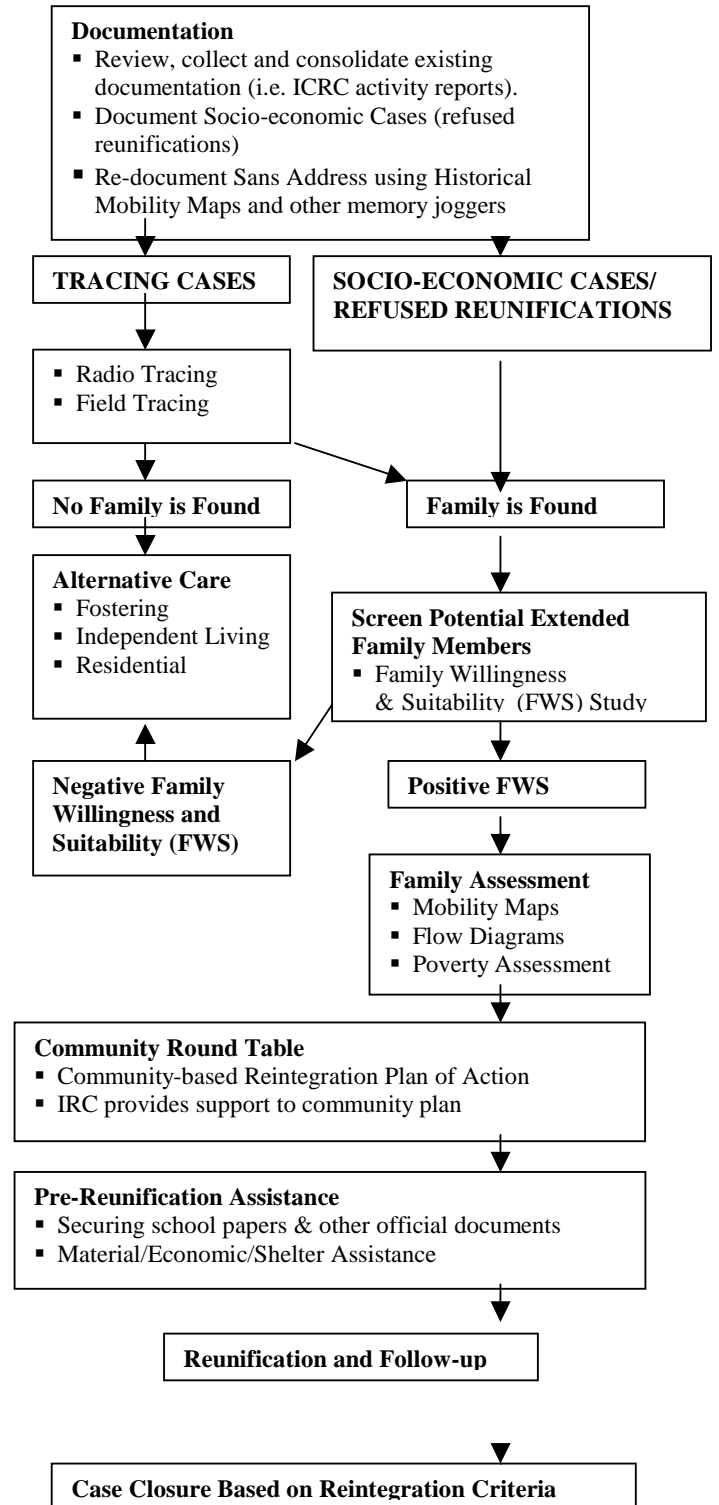 Documentation
▪ Review, collect and consolidate existing
documentation (i.e. ICRC activity reports).
▪ Document Socio-economic Cases (refused
reunifications)
▪ Re-document Sans Address using Historical
Mobility Maps and other memory joggers
TRACING CASES
SOCIO-ECONOMIC CASES/
REFUSED REUNIFICATIONS
▪ Radio Tracing
▪ Field Tracing
No Family is Found
Family is Found
Alternative Care
▪ Fostering
▪ Independent Living
▪ Residential
Screen Potential Extended
Family Members
▪ Family Willingness
& Suitability (FWS) Study
Negative Family
Willingness and
Suitability (FWS)
Positive FWS
Family Assessment
▪ Mobility Maps
▪ Flow Diagrams
▪ Poverty Assessment
Community Round Table
▪ Community-based Reintegration Plan of Action
▪ IRC provides support to community plan
Pre-Reunification Assistance
▪ Securing school papers & other official documents
▪ Material/Economic/Shelter Assistance
Reunification and Follow-up
Case Closure Based on Reintegration Criteria